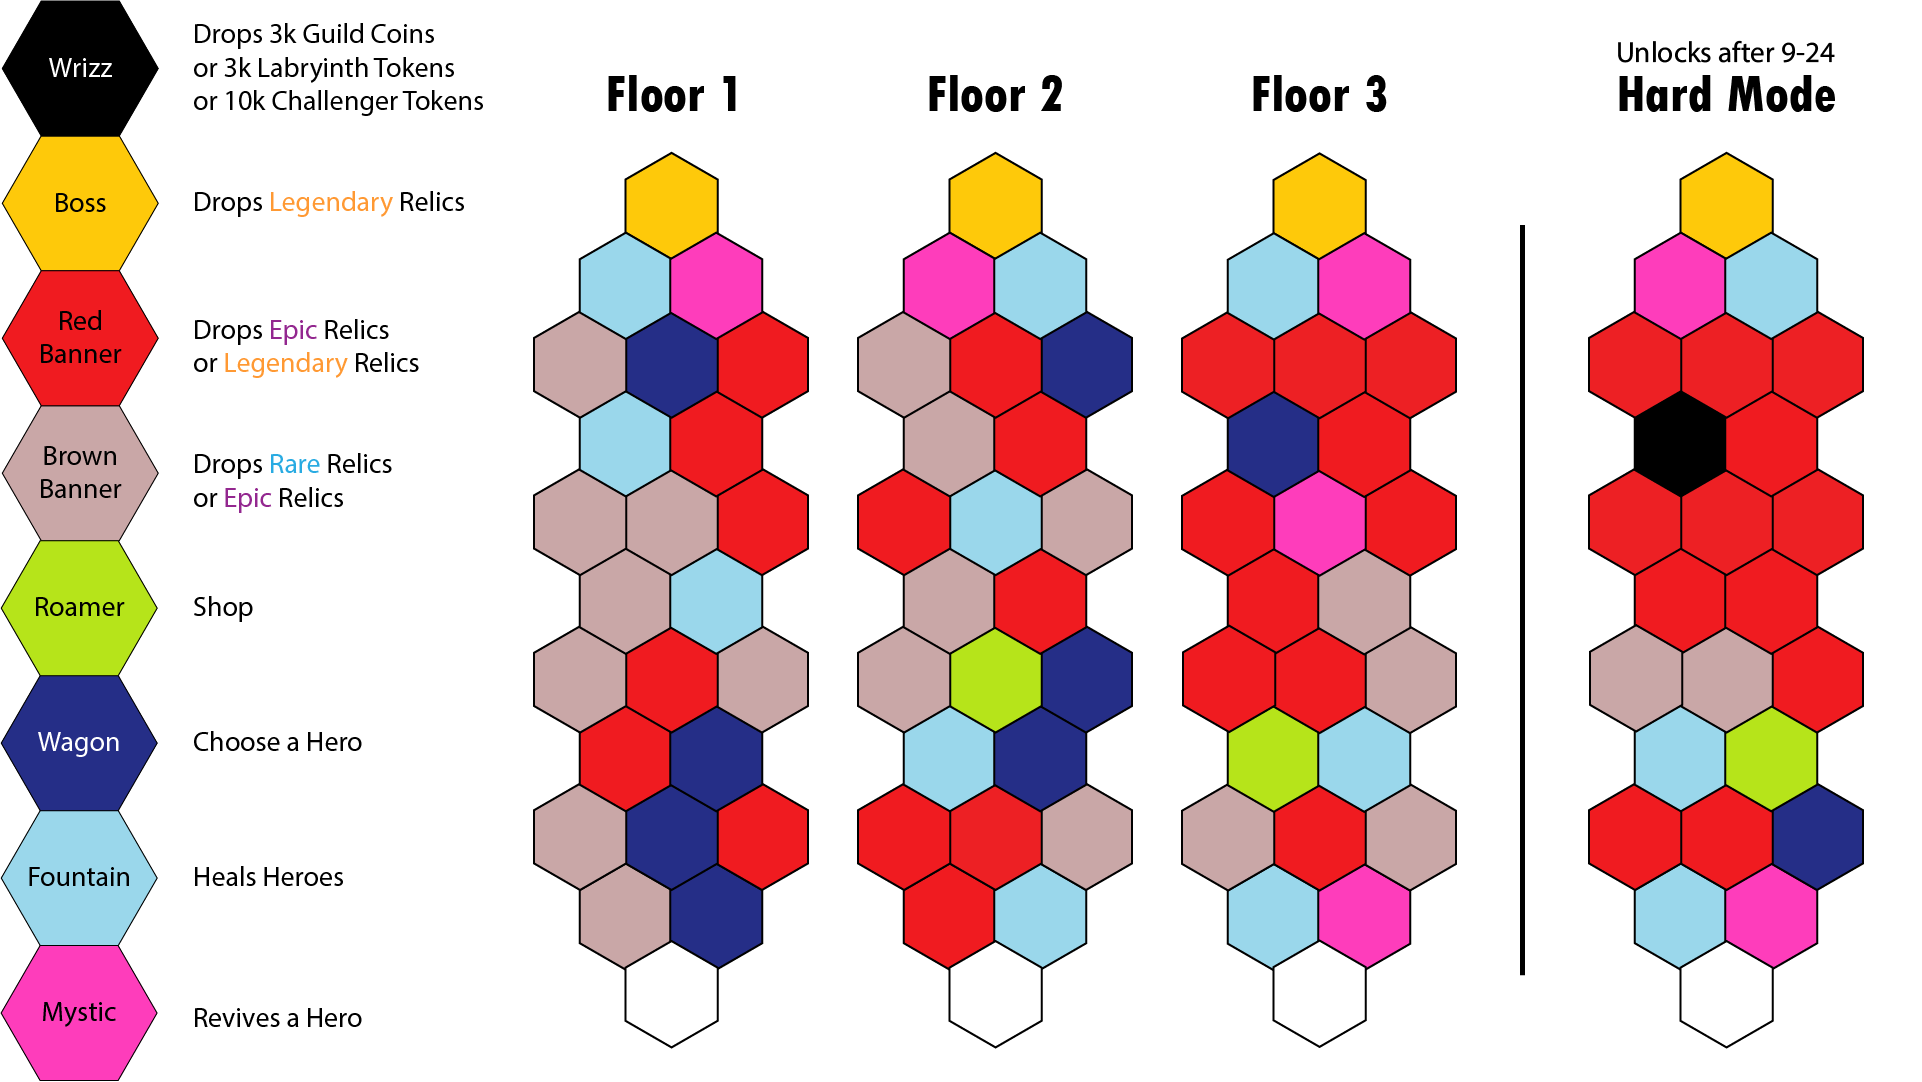 Wrizz
Drops 3k Guild Coins
or 3k Labryinth Tokens
or 10k Challenger Tokens
Boss
Drops Legendary Relics
Red
Banner
Drops Epic Relics
or Legendary Relics
Brown
Banner
Drops Rare Relics
or Epic Relics
Roamer
Shop
Wagon
Choose a Hero
Fountain
Heals Heroes
Mystic
Revives a Hero
Floor 1
Floor 2
Floor 3
Unlocks after 9-24
Hard Mode